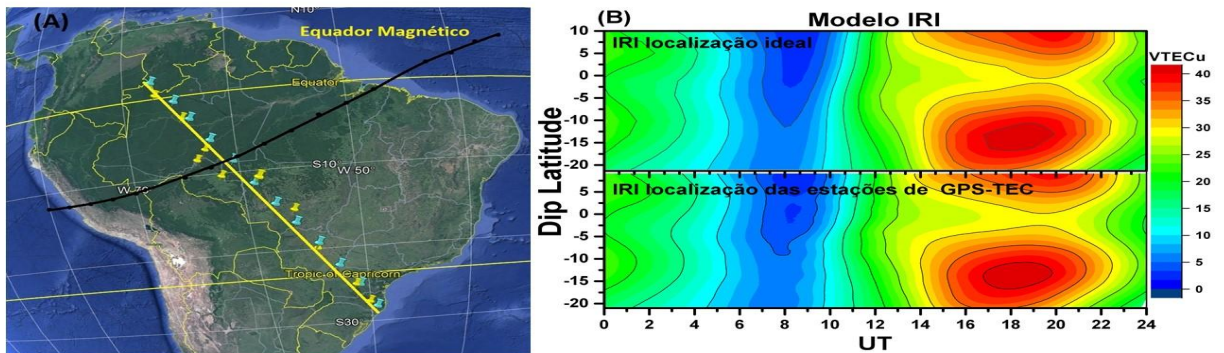 (A)
N10
Equador Magnético
Equator
S10
W 50
W 70
Tropic of Capricorn
S30
(B)
Modelo IRI
IRI localização ideal
IRI localização das estações de GPS-TEC
Dip Latitude
10
5
0
-5
-10
-15
-20
5
0
-5
-10
-15
-20
0 2 4 6 8 10 12 14 16 18 20 22 24
UT
VTECu
40
35
30
25
20
15
10
5
0